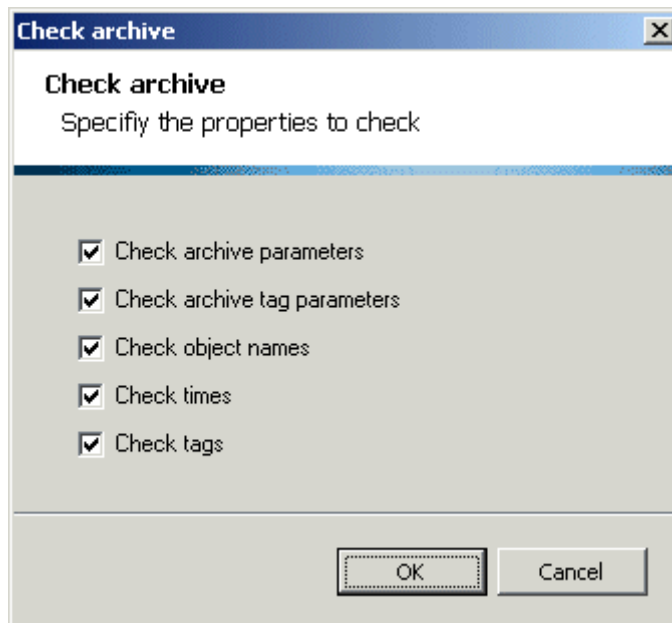 Check archive
Check archive
Specifiy the properties to check
Check archive parameters
Check archive tag parameters
Check object names
Check times
Check tags
OK
Cancel